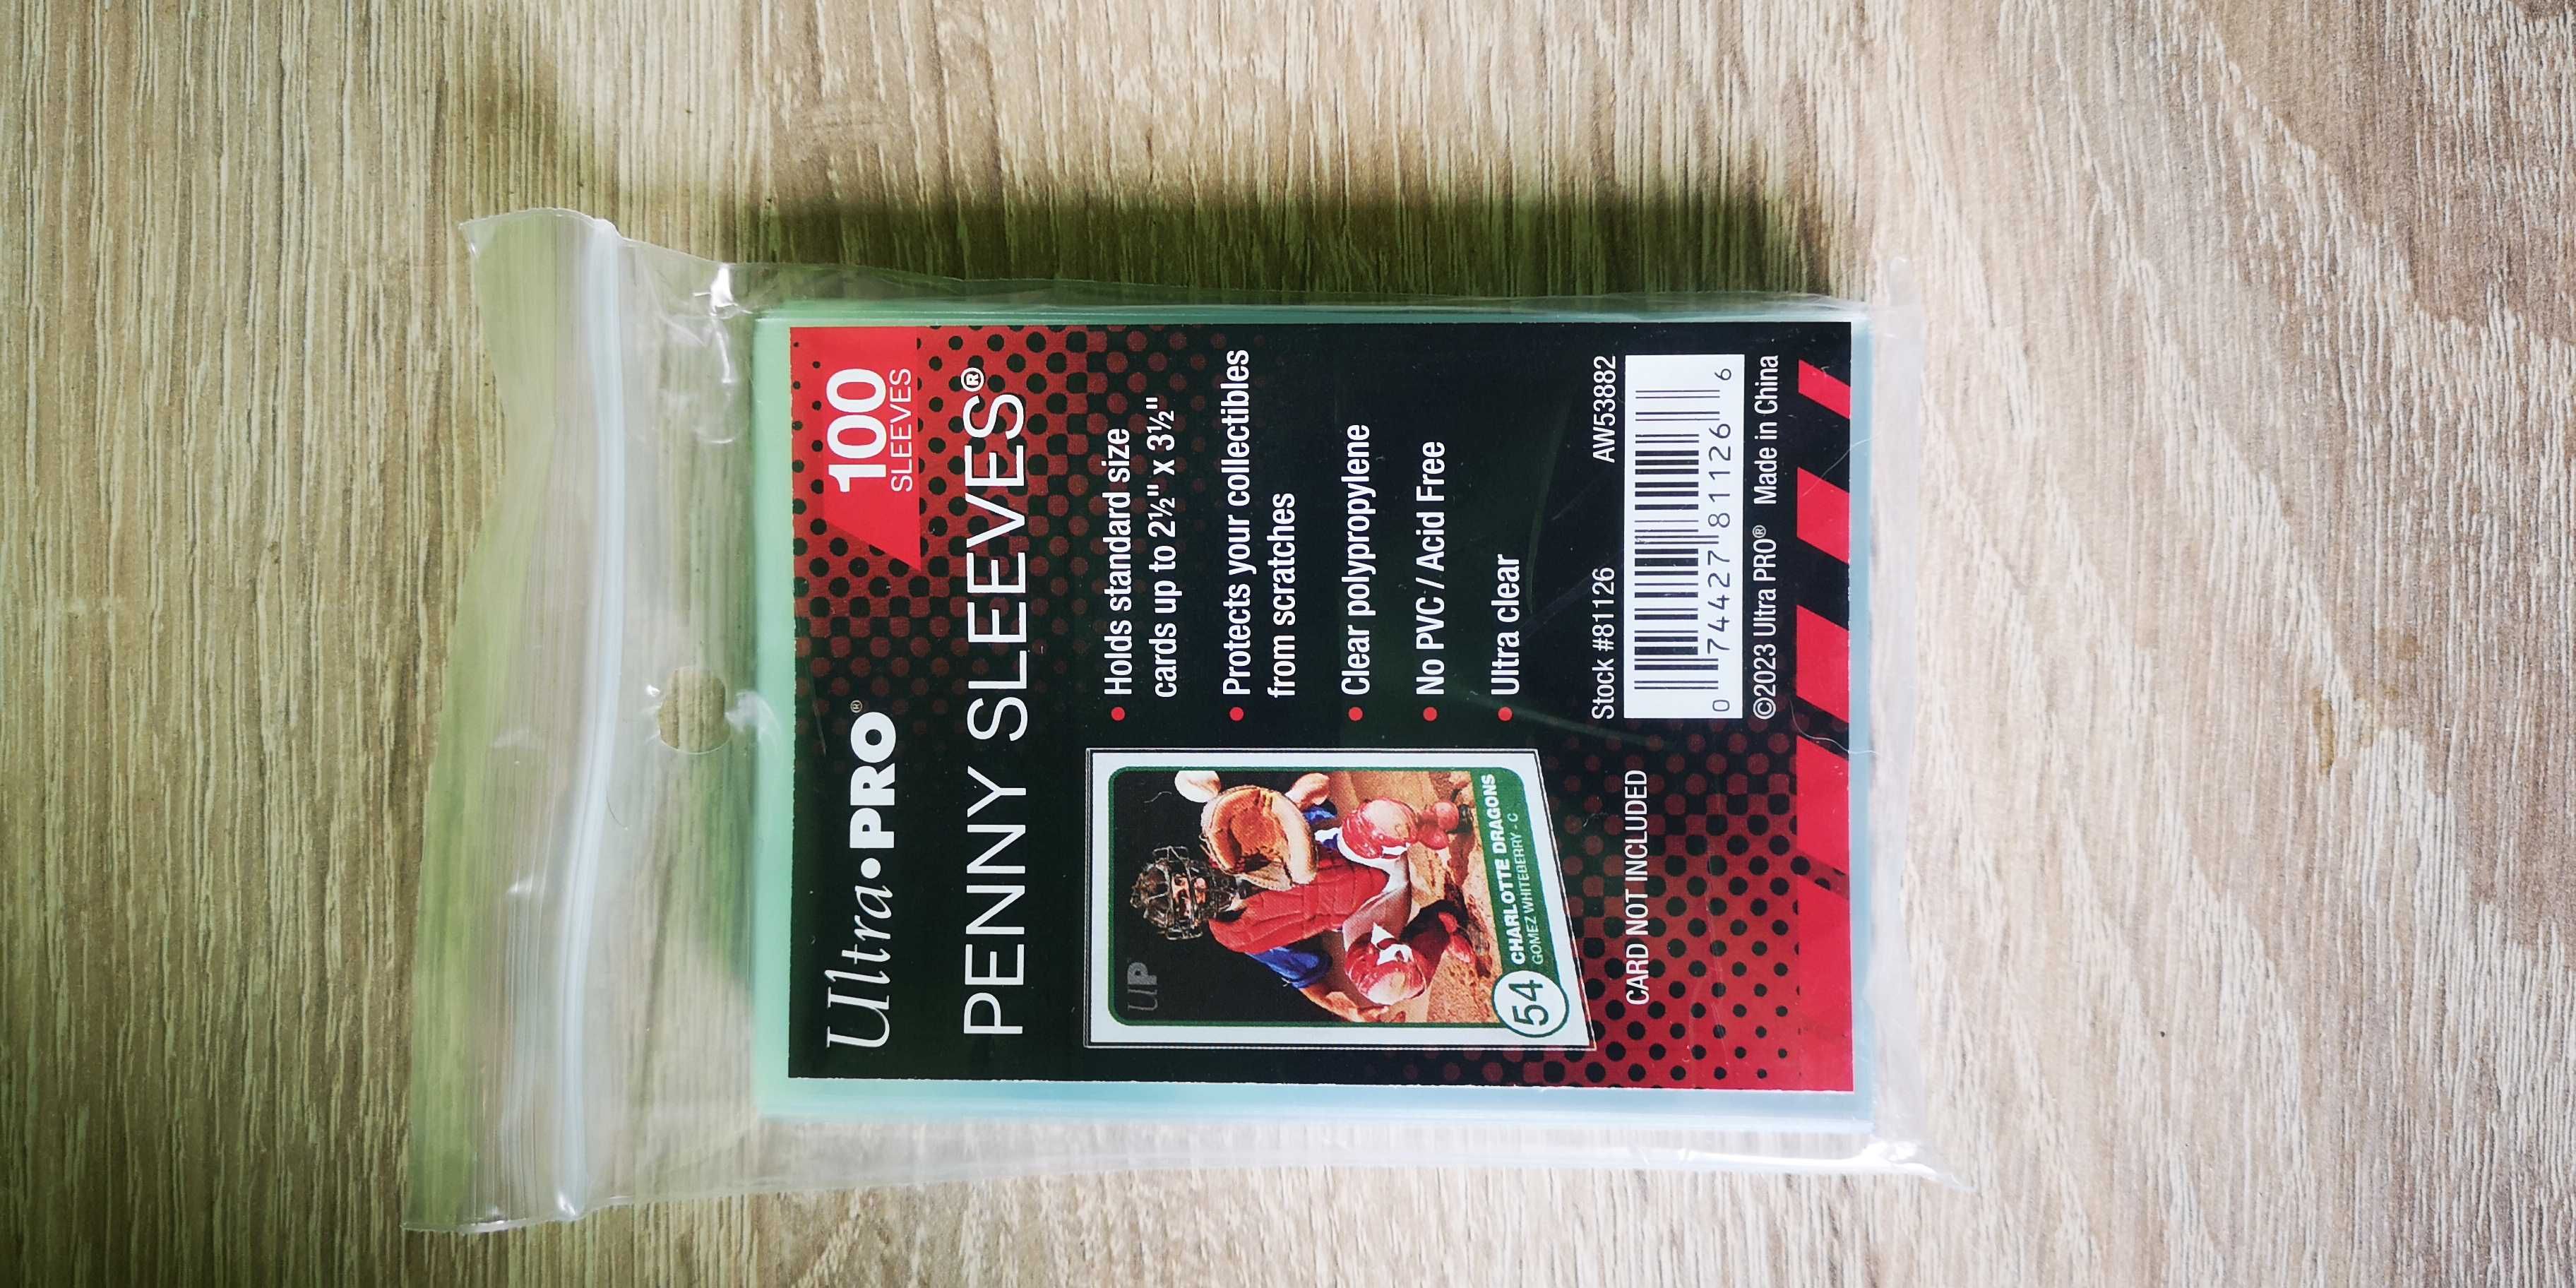 Ultra•PRO®
100
SLEEVES
PENNY SLEEVES®
UP
54
CHARLOTTE DRAGONS
GOMEZ WHITEBERRY - C
CARD NOT INCLUDED
• Holds standard size
cards up to 2½" x 3½"
• Protects your collectibles
from scratches
• Clear polypropylene
• No PVC / Acid Free
• Ultra clear
Stock #81126 AW53882
0 74427 81126 6
©2023 Ultra PRO® Made in China